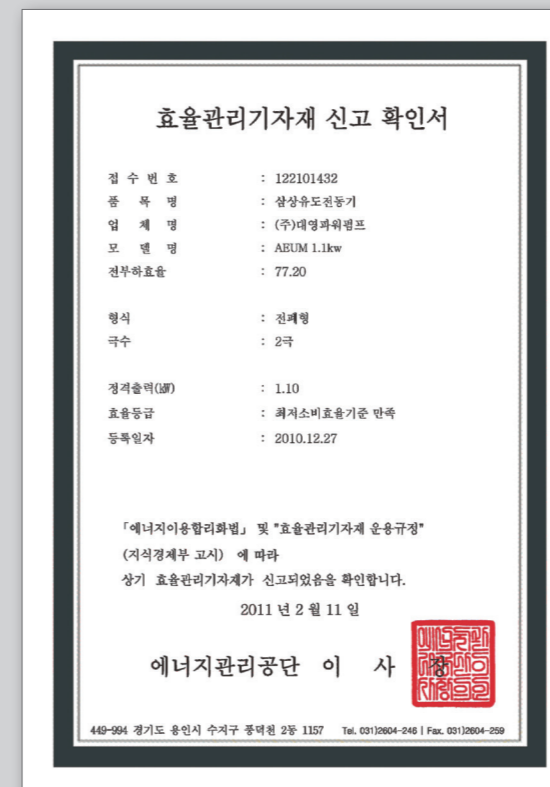 효율관리기자재 신고 확인서
접 수 번 호 : 122101432
품 목 명 : 삼상유도전동기
업 체 명 : (주)대영파워펌프
모 델 명 : AEUM 1.1kw
전부하효율 : 77.20
형식 : 전폐형
극수 : 2극
정격출력(㎾) : 1.10
효율등급 : 최저소비효율기준 만족
등록일자 : 2010.12.27
「에너지이용합리화법」 및 "효율관리기자재 운용규정"
(지식경제부 고시) 에 따라
상기 효율관리기자재가 신고되었음을 확인합니다.
2011 년 2 월 11 일
에너지관리공단 이 사 장
449-994 경기도 용인시 수지구 풍덕천 2동 1157 Tel. 031)2604-246 | Fax. 031)2604-259